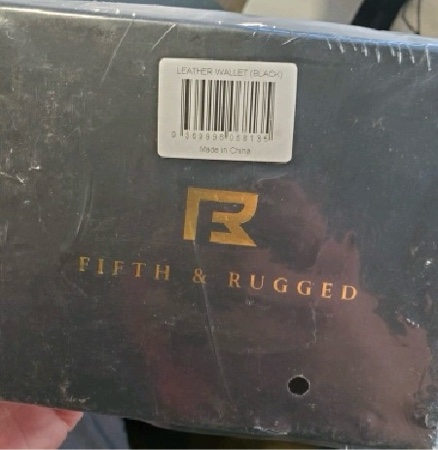 LEATHER WALLET (BLACK)
Made in China
FIFTH & RUGGED